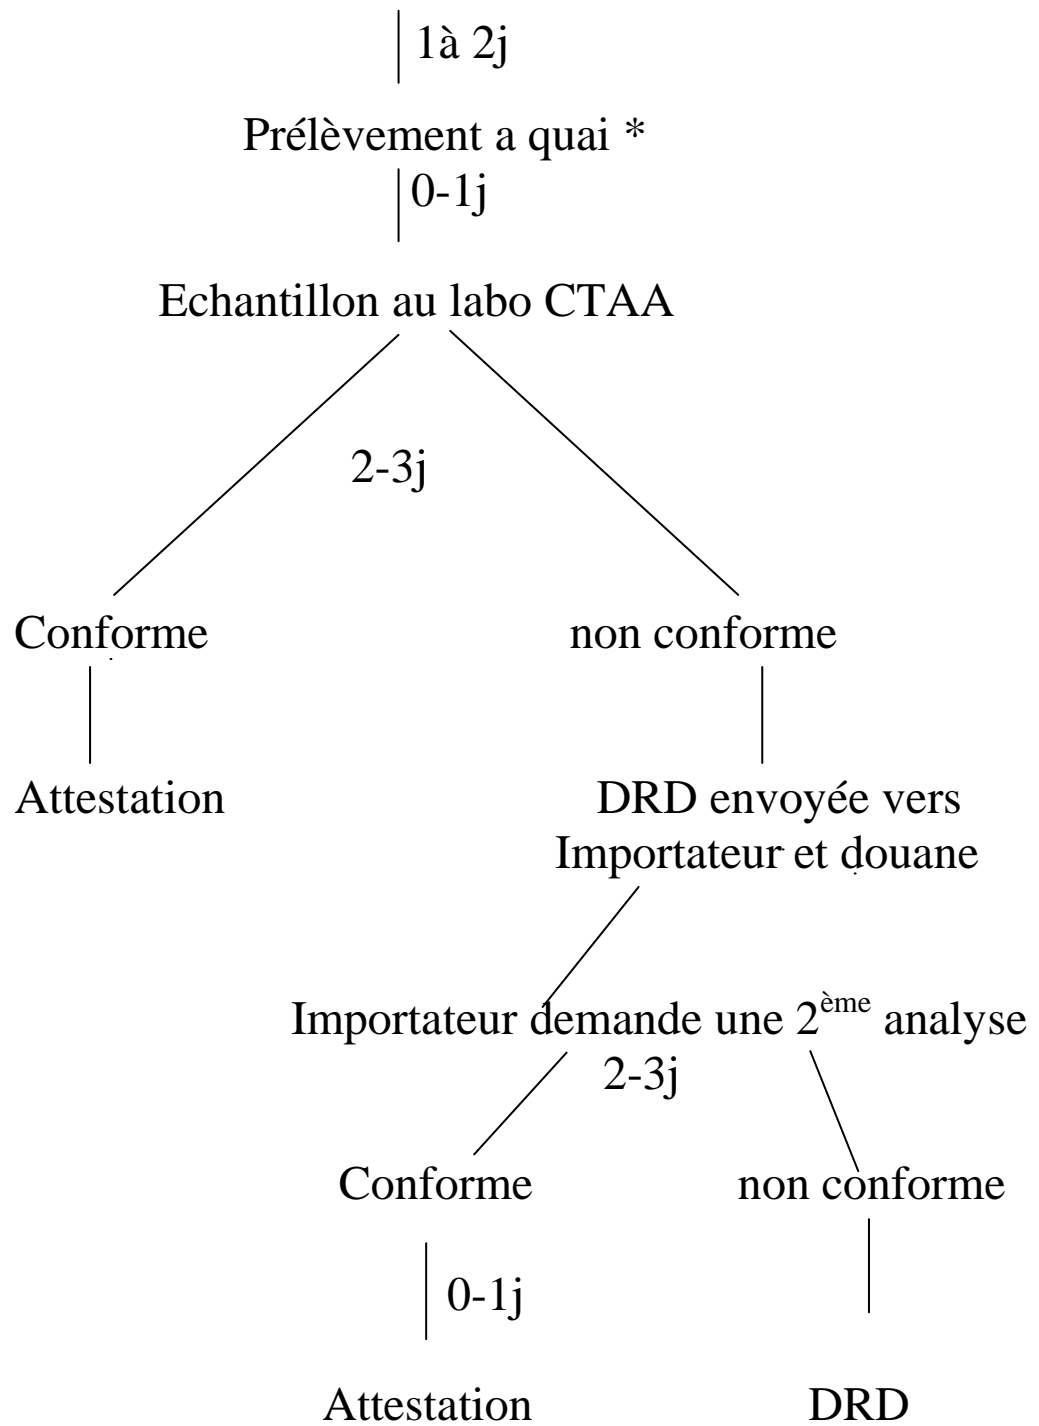 1à 2j
Prélèvement a quai *
0-1j
Echantillon au labo CTAA
2-3j
Conforme non conforme
Attestation DRD envoyée vers
Importateur et douane
Importateur demande une 2ème analyse
2-3j
Conforme non conforme
0-1j
Attestation DRD